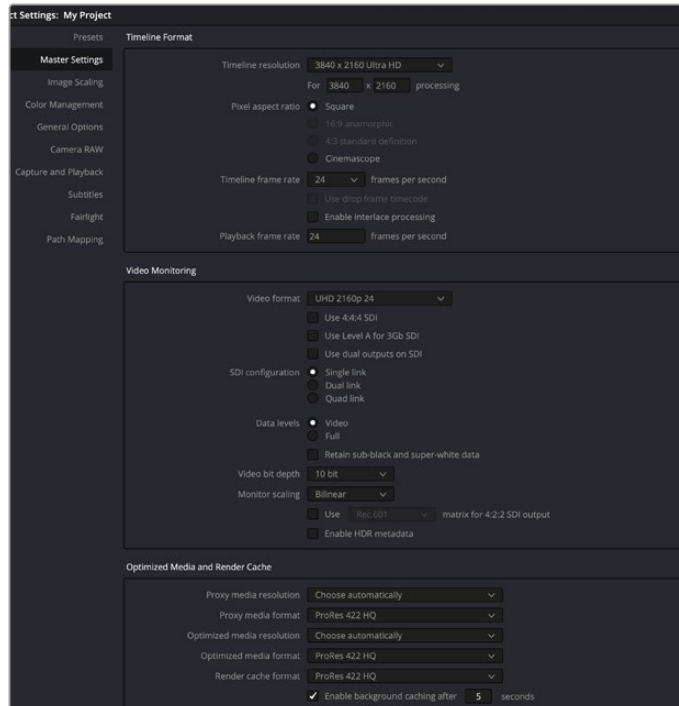 ct Settings: My Project
Presets
Master Settings
Image Scaling
Color Management
General Options
Camera RAW
Capture and Playback
Subtitles
Fairlight
Path Mapping
Timeline Format
Timeline resolution 3840 x 2160 Ultra HD
For 3840 x 2160 processing
Pixel aspect ratio Square
16:9 anamorphic
4:3 standard definition
Cinemascope
Timeline frame rate 24 frames per second
Use drop frame timecode
Enable Interlace processing
Playback frame rate 24 frames per second
Video Monitoring
Video format UHD 2160p 24
Use 4:4:4 SDI
Use Level A for 3Gb SDI
Use dual outputs on SDI
SDI configuration Single link
Dual link
Quad link
Data levels Video
Full
Retain sub-black and super-white data
Video bit depth 10 bit
Monitor scaling Bilinear
Use Rec.601 matrix for 4:2:2 SDI output
Enable HDR metadata
Optimized Media and Render Cache
Proxy media resolution Choose automatically
Proxy media format ProRes 422 HQ
Optimized media resolution Choose automatically
Optimized media format ProRes 422 HQ
Render cache format ProRes 422 HQ
Enable background caching after 5 seconds